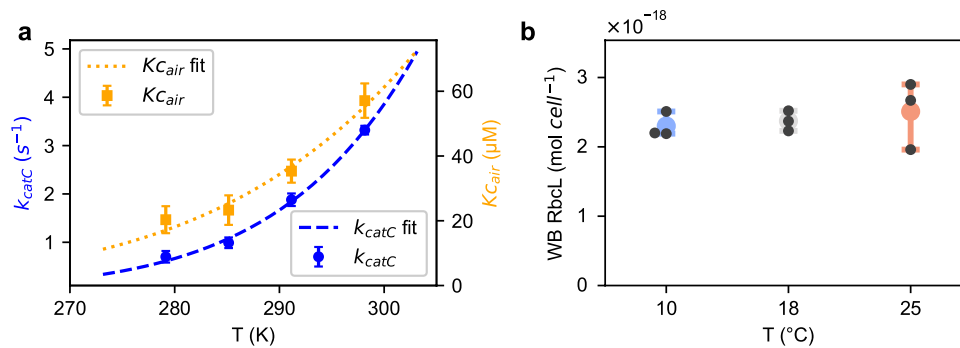 a
Kc_air fit
Kc_air
k_catC fit
k_catC
k_catC (s⁻¹)
5
4
3
2
1
Kc_air (µM)
60
40
20
0
270
280
290
300
T (K)
b
×10⁻¹⁸
WB RbcL (mol cell⁻¹)
3
2
1
0
10
18
25
T (°C)